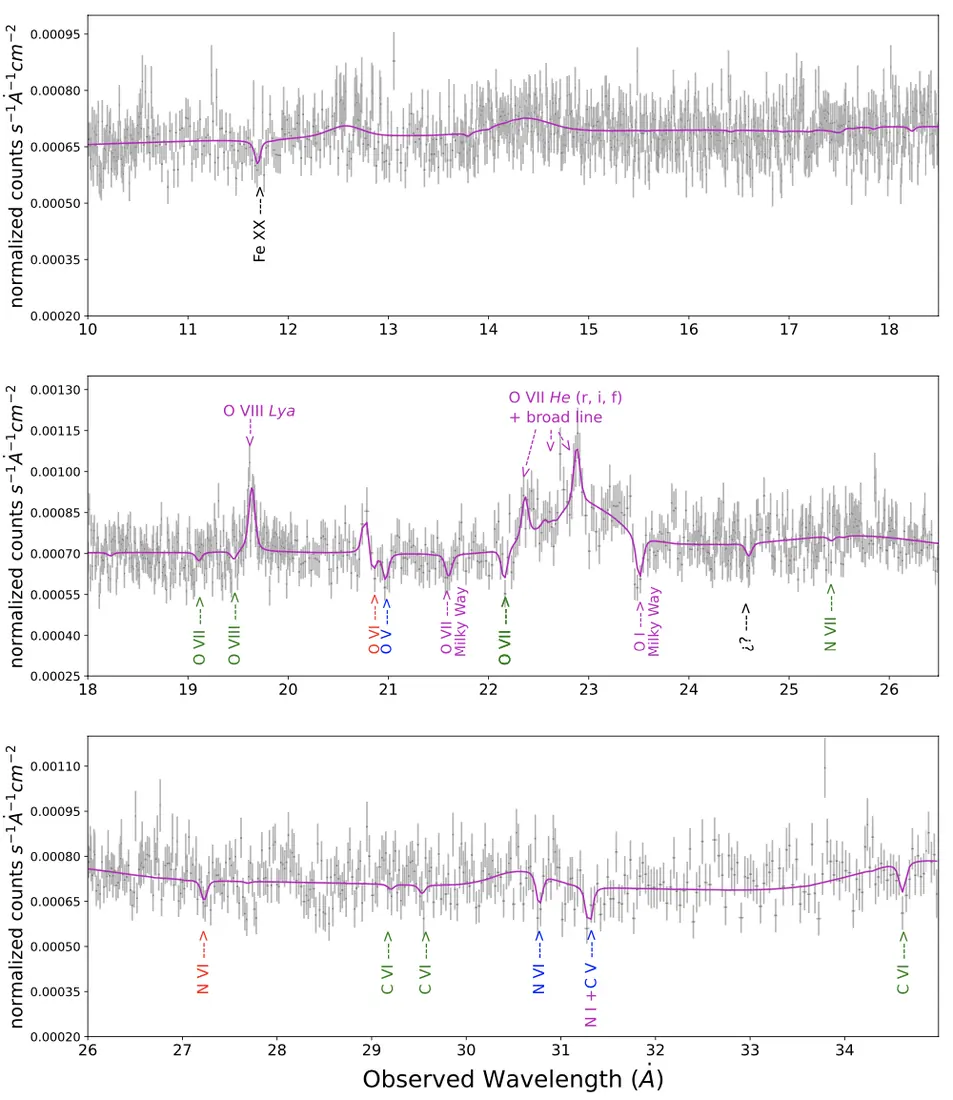 normalized counts s−1Å−1cm−2
0.00095
0.00080
0.00065
0.00050
0.00035
0.00020
Fe XX --->
10 11 12 13 14 15 16 17 18
normalized counts s−1Å−1cm−2
0.00130
0.00115
0.00100
0.00085
0.00070
0.00055
0.00040
0.00025
O VIII Lya
---->
O VII He (r, i, f)
+ broad line
O VII --->
O VIII --->
O VI --->
O V --->
O VII --->
Milky Way
O VII --->
O I --->
Milky Way
¿? --->
N VII --->
18 19 20 21 22 23 24 25 26
normalized counts s−1Å−1cm−2
0.00110
0.00095
0.00080
0.00065
0.00050
0.00035
0.00020
N VI --->
C VI --->
C VI --->
N VI --->
N I +C V --->
C VI --->
26 27 28 29 30 31 32 33 34
Observed Wavelength (Å)